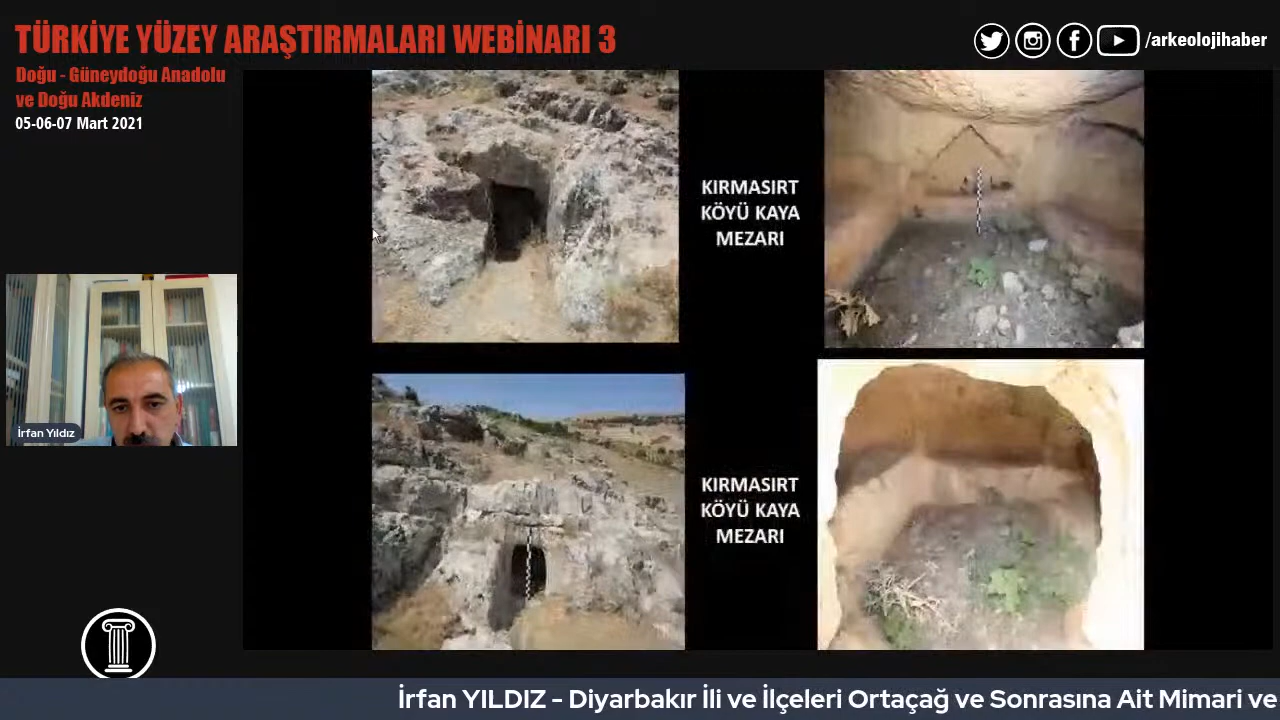 TÜRKİYE YÜZEY ARAŞTIRMALARI WEBİNARI 3
/arkeolojihaber
Doğu - Güneydoğu Anadolu
ve Doğu Akdeniz
05-06-07 Mart 2021
KIRMASIRT
KÖYÜ KAYA
MEZARI
İrfan Yıldız
KIRMASIRT
KÖYÜ KAYA
MEZARI
İrfan YILDIZ - Diyarbakır İli ve İlçeleri Ortaçağ ve Sonrasına Ait Mimari ve